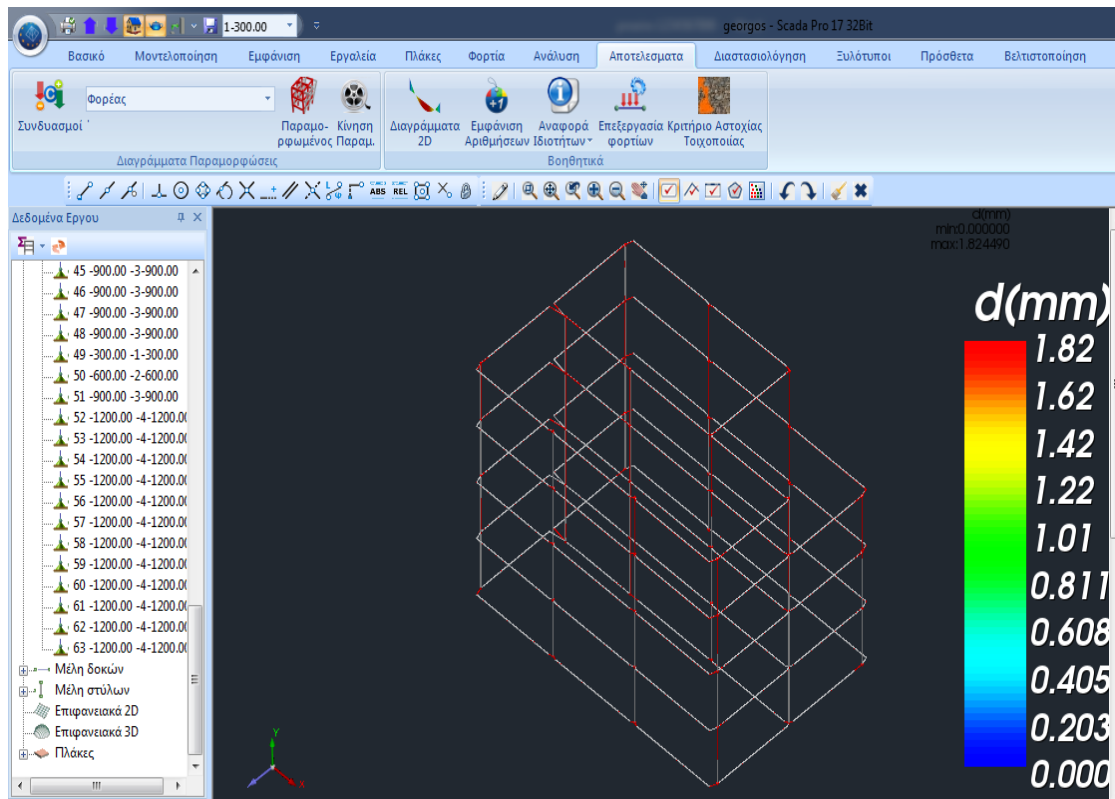 1-300.00
georgos - Scada Pro 17 32Bit
Βασικό Μοντελοποίηση Εμφάνιση Εργαλεία Πλάκες Φορτία Ανάλυση Αποτελεσματα Διαστασιολόγηση Ξυλότυποι Πρόσθετα Βελτιστοποίηση
Συνδυασμοί
Φορέας
Παραμο-
ρφωμένος
Κίνηση
Παραμ.
Διαγράμματα
2D
Εμφάνιση
Αριθμήσεων
Αναφορά
Ιδιοτήτων
Επεξεργασία
φορτίων
Κριτήριο Αστοχίας
Τοιχοποιίας
Διαγράμματα Παραμορφώσεις
Βοηθητικά
ABS REL
Δεδομένα Εργου
45 -900.00 -3-900.00
46 -900.00 -3-900.00
47 -900.00 -3-900.00
48 -900.00 -3-900.00
49 -300.00 -1-300.00
50 -600.00 -2-600.00
51 -900.00 -3-900.00
52 -1200.00 -4-1200.00
53 -1200.00 -4-1200.00
54 -1200.00 -4-1200.00
55 -1200.00 -4-1200.00
56 -1200.00 -4-1200.00
57 -1200.00 -4-1200.00
58 -1200.00 -4-1200.00
59 -1200.00 -4-1200.00
60 -1200.00 -4-1200.00
61 -1200.00 -4-1200.00
62 -1200.00 -4-1200.00
63 -1200.00 -4-1200.00
Μέλη δοκών
Μέλη στύλων
Επιφανειακά 2D
Επιφανειακά 3D
Πλάκες
d(mm)
min:0.000000
max:1.824490
d(mm)
1.82
1.62
1.42
1.22
1.01
0.811
0.608
0.405
0.203
0.000
Y
X